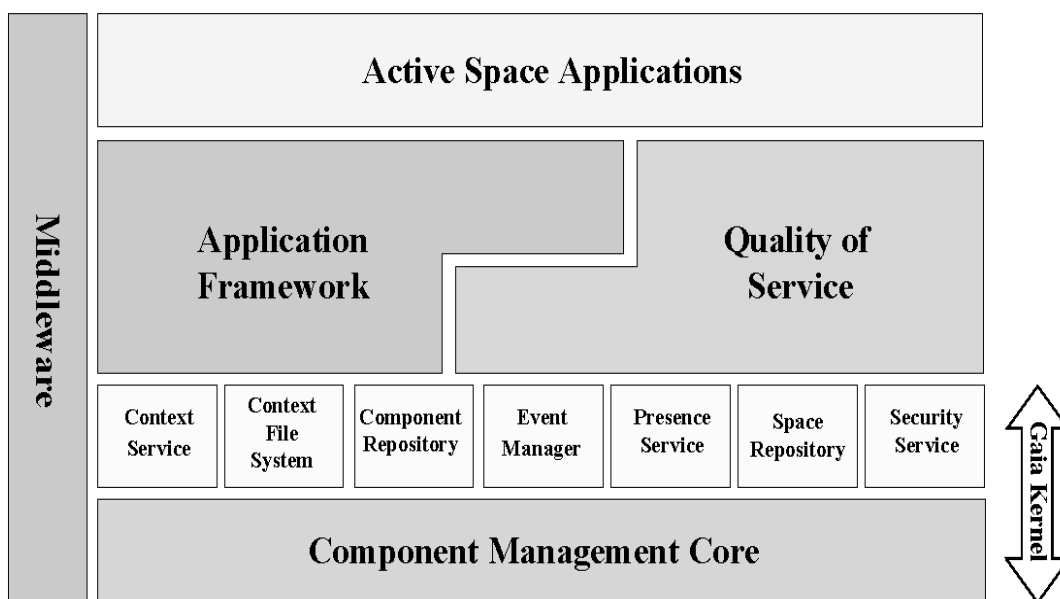 Active Space Applications
Middleware
Application
Framework
Quality of
Service
Context
Service
Context
File
System
Component
Repository
Event
Manager
Presence
Service
Space
Repository
Security
Service
Gaia Kernel
Component Management Core